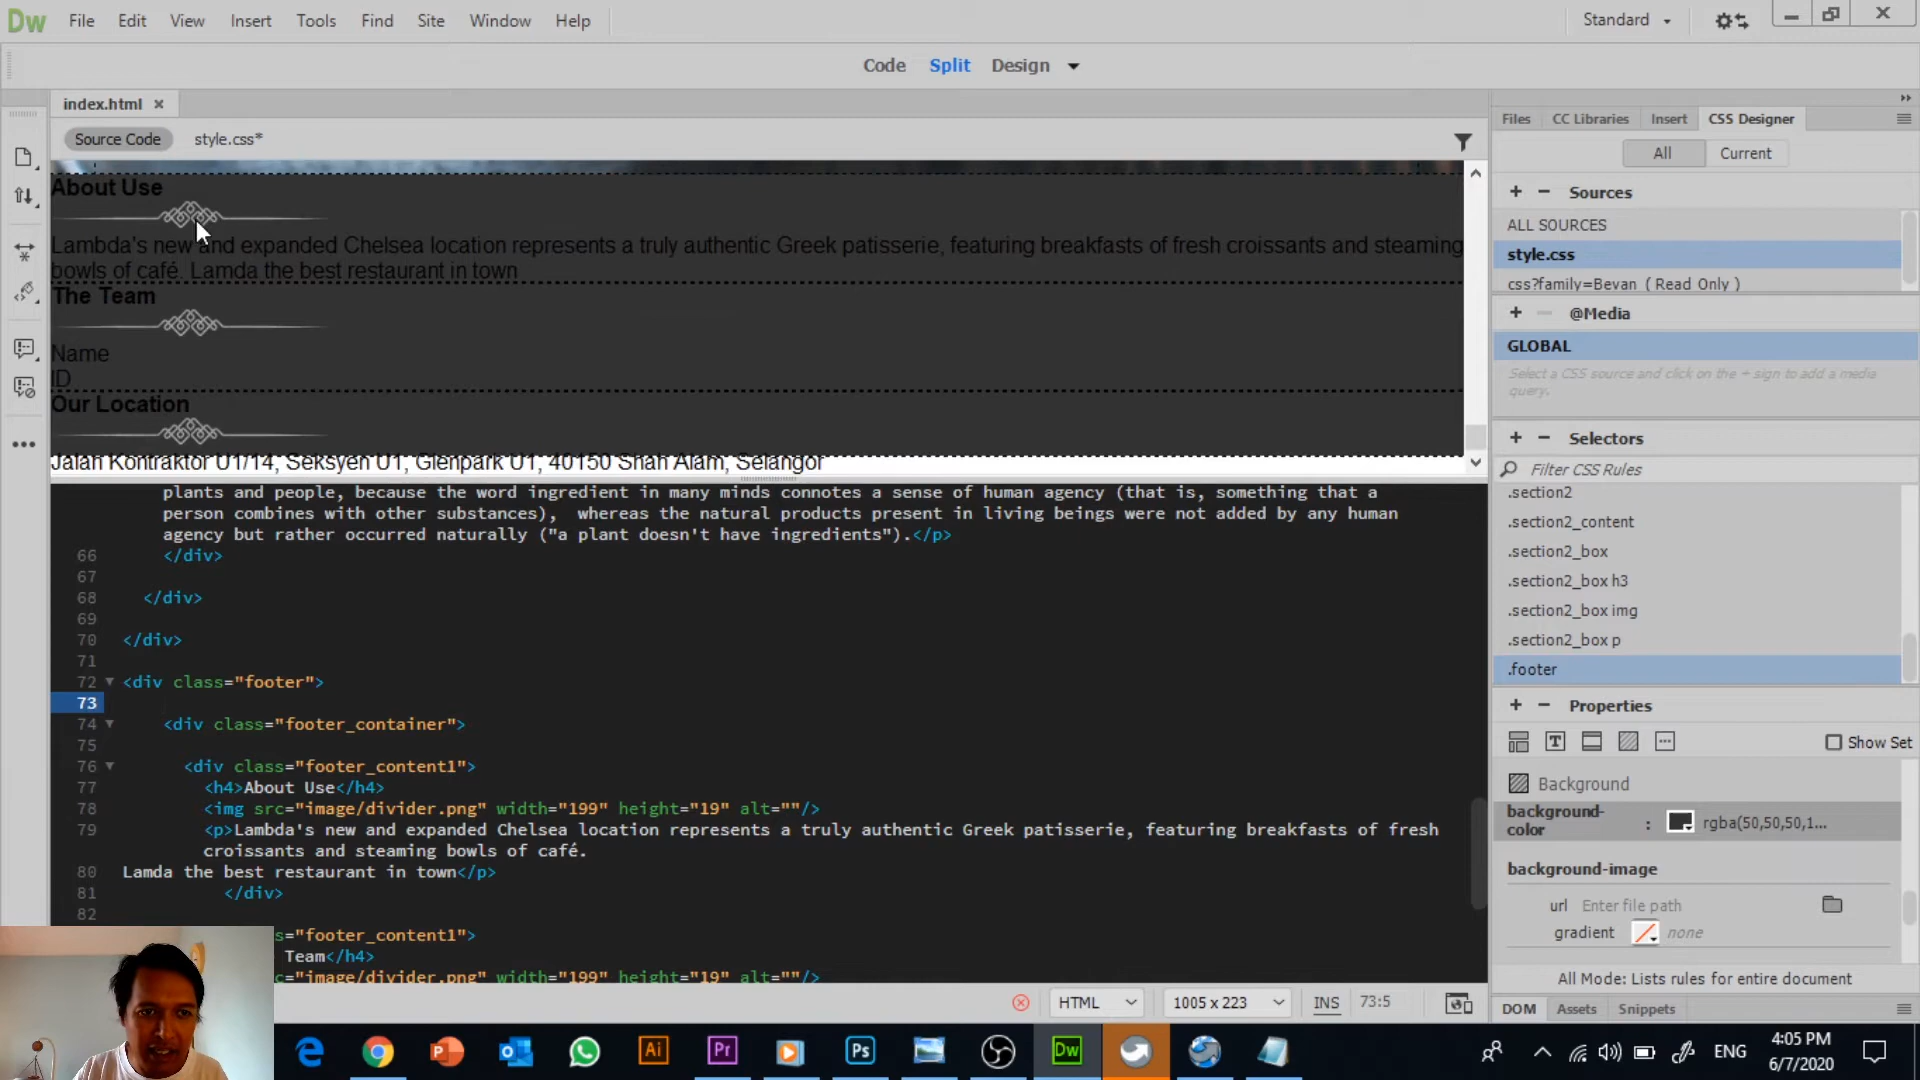 Dw File Edit View Insert Tools Find Site Window Help Standard
Code Split Design
index.html
Source Code style.css*
About Use
Lambda's new and expanded Chelsea location represents a truly authentic Greek patisserie, featuring breakfasts of fresh croissants and steaming
bowls of café. Lamda the best restaurant in town
The Team
Name
ID
Our Location
Jalan Kontraktor U1/14, Seksyen U1, Glenpark U1, 40150 Shah Alam, Selangor
plants and people, because the word ingredient in many minds connotes a sense of human agency (that is, something that a
person combines with other substances), whereas the natural products present in living beings were not added by any human
agency but rather occurred naturally ("a plant doesn't have ingredients").</p>
66 </div>
67
68 </div>
69
70 </div>
71
72 <div class="footer">
73
74 <div class="footer_container">
75
76 <div class="footer_content1">
77 <h4>About Use</h4>
78 <img src="image/divider.png" width="199" height="19" alt=""/>
79 <p>Lambda's new and expanded Chelsea location represents a truly authentic Greek patisserie, featuring breakfasts of fresh
croissants and steaming bowls of café.
80 Lamda the best restaurant in town</p>
81 </div>
82
s="footer_content1">
Team</h4>
c="image/divider.png" width="199" height="19" alt=""/>
HTML 1005 x 223 INS 73:5
Files CC Libraries Insert CSS Designer
All Current
+ − Sources
ALL SOURCES
style.css
css?family=Bevan ( Read Only )
+ − @Media
GLOBAL
Select a CSS source and click on the + sign to add a media
query.
+ − Selectors
Filter CSS Rules
.section2
.section2_content
.section2_box
.section2_box h3
.section2_box img
.section2_box p
.footer
+ − Properties
T Show Set
Background
background-
color : rgba(50,50,50,1...
background-image
url Enter file path
gradient none
All Mode: Lists rules for entire document
DOM Assets Snippets
Ai Pr Ps Dw
ENG
4:05 PM
6/7/2020